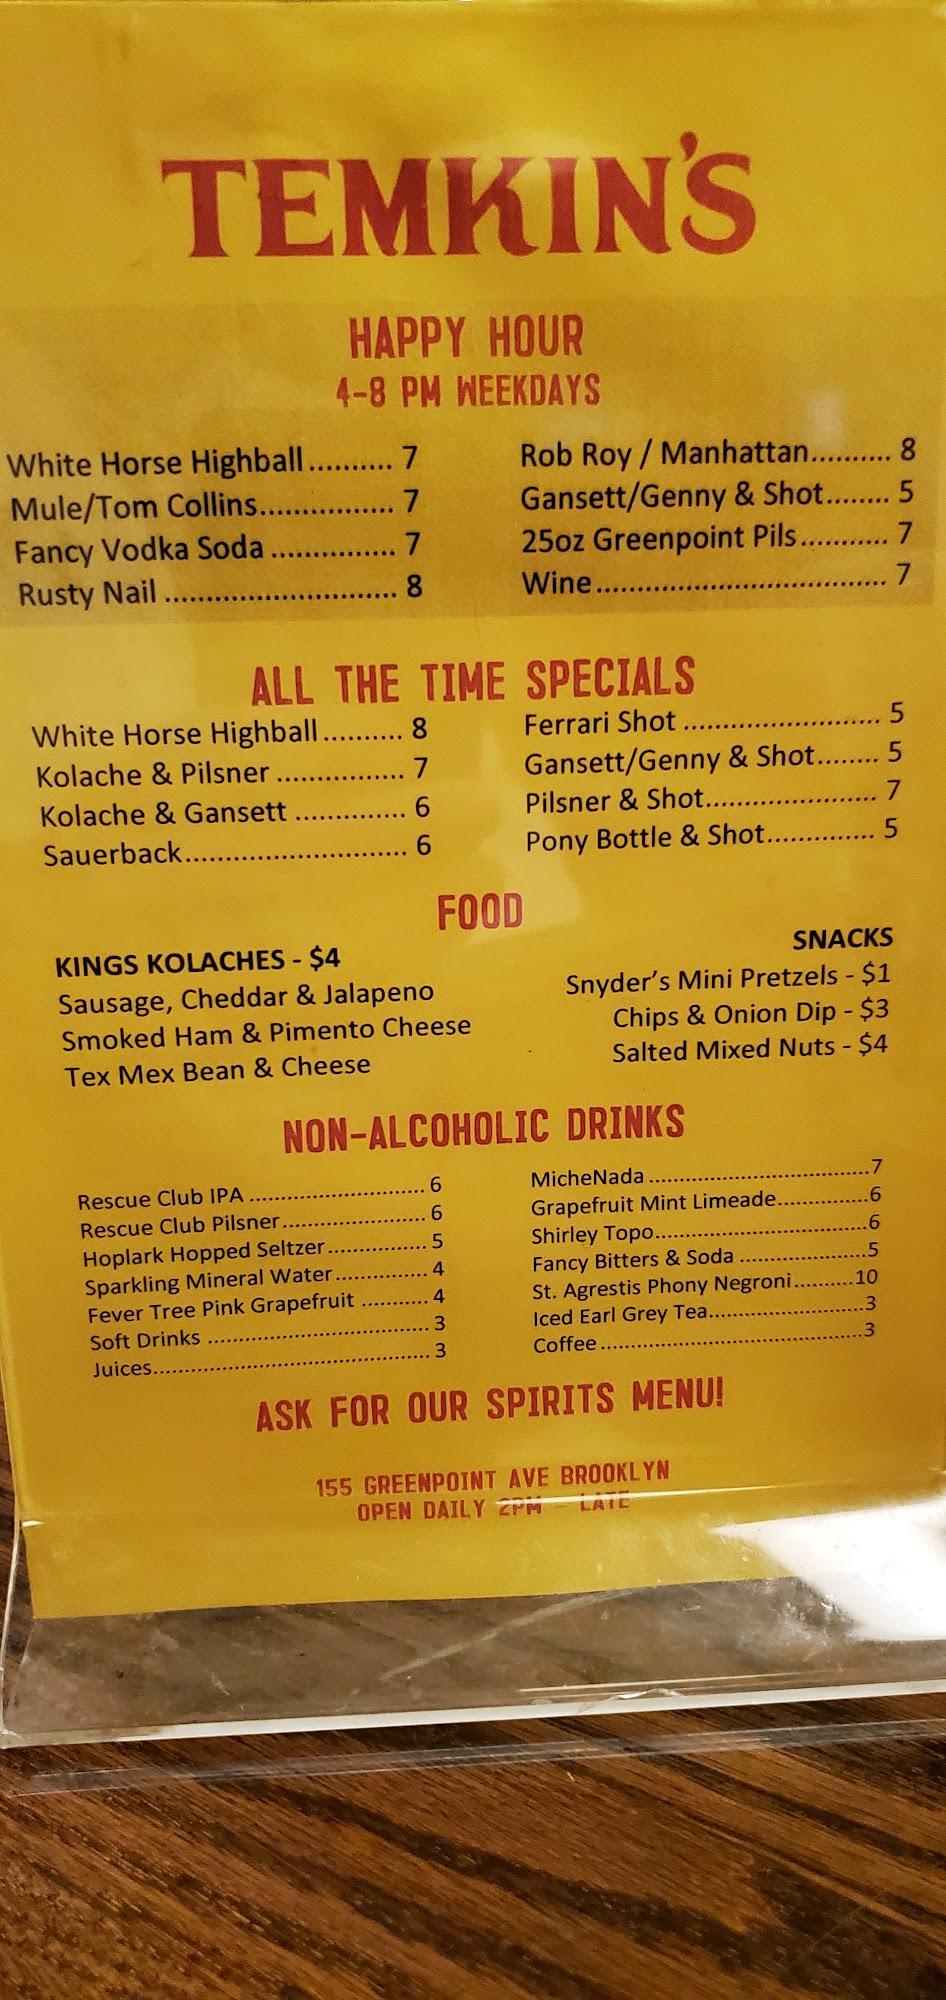 TEMKIN'S
HAPPY HOUR
4-8 PM WEEKDAYS
White Horse Highball.......... 7
Mule/Tom Collins................ 7
Fancy Vodka Soda............... 7
Rusty Nail............................ 8
Rob Roy / Manhattan.......... 8
Gansett/Genny & Shot........ 5
25oz Greenpoint Pils........... 7
Wine................................... 7
ALL THE TIME SPECIALS
White Horse Highball.......... 8
Kolache & Pilsner................ 7
Kolache & Gansett.............. 6
Sauerback........................... 6
Ferrari Shot........................ 5
Gansett/Genny & Shot........ 5
Pilsner & Shot..................... 7
Pony Bottle & Shot.............. 5
FOOD
KINGS KOLACHES - $4
Sausage, Cheddar & Jalapeno
Smoked Ham & Pimento Cheese
Tex Mex Bean & Cheese
SNACKS
Snyder's Mini Pretzels - $1
Chips & Onion Dip - $3
Salted Mixed Nuts - $4
NON-ALCOHOLIC DRINKS
Rescue Club IPA............................ 6
Rescue Club Pilsner....................... 6
Hoplark Hopped Seltzer................ 5
Sparkling Mineral Water............... 4
Fever Tree Pink Grapefruit........... 4
Soft Drinks................................... 3
Juices............................................ 3
MicheNada...................................7
Grapefruit Mint Limeade..............6
Shirley Topo.................................6
Fancy Bitters & Soda....................5
St. Agrestis Phony Negroni..........10
Iced Earl Grey Tea.........................3
Coffee..........................................3
ASK FOR OUR SPIRITS MENU!
155 GREENPOINT AVE BROOKLYN
OPEN DAILY 2PM - LATE